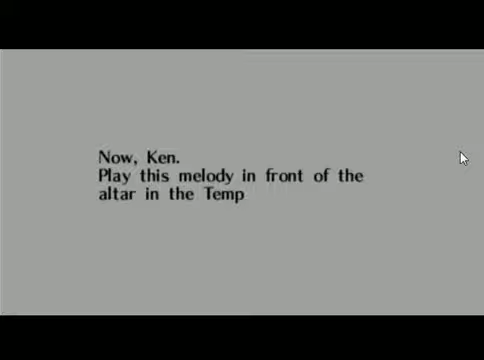 Now, Ken.
Play this melody in front of the
altar in the Temp